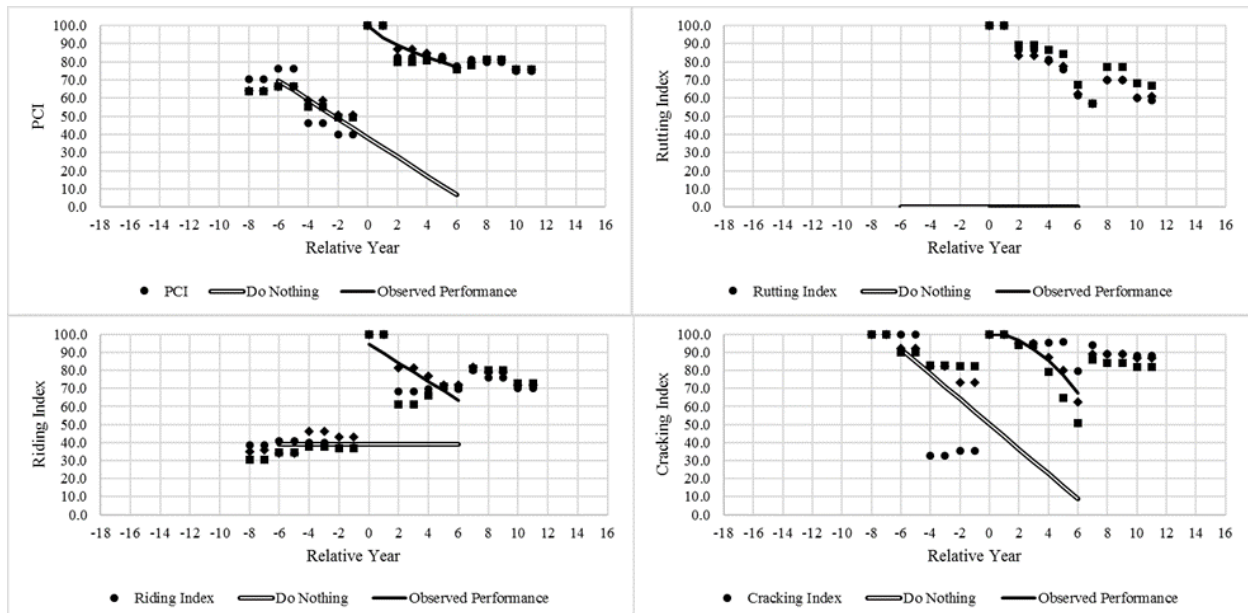 100.0
90.0
80.0
70.0
60.0
50.0
40.0
30.0
20.0
10.0
0.0
PCI
-18 -16 -14 -12 -10 -8 -6 -4 -2 0 2 4 6 8 10 12 14 16
Relative Year
PCI Do Nothing Observed Performance
100.0
90.0
80.0
70.0
60.0
50.0
40.0
30.0
20.0
10.0
0.0
Rutting Index
-18 -16 -14 -12 -10 -8 -6 -4 -2 0 2 4 6 8 10 12 14 16
Relative Year
Rutting Index Do Nothing Observed Performance
100.0
90.0
80.0
70.0
60.0
50.0
40.0
30.0
20.0
10.0
0.0
Riding Index
-18 -16 -14 -12 -10 -8 -6 -4 -2 0 2 4 6 8 10 12 14 16
Relative Year
Riding Index Do Nothing Observed Performance
100.0
90.0
80.0
70.0
60.0
50.0
40.0
30.0
20.0
10.0
0.0
Cracking Index
-18 -16 -14 -12 -10 -8 -6 -4 -2 0 2 4 6 8 10 12 14 16
Relative Year
Cracking Index Do Nothing Observed Performance